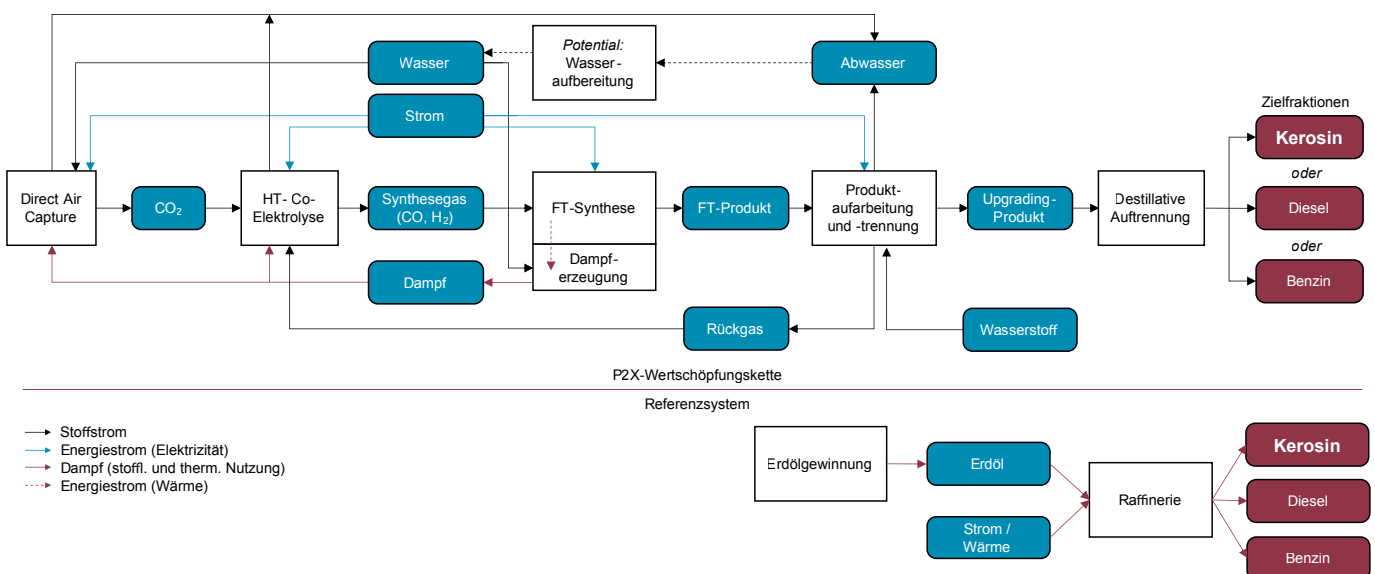 Potential:
Wasser-
aufbereitung
Wasser
Abwasser
Strom
Zielfraktionen
Kerosin
oder
Diesel
oder
Benzin
Direct Air
Capture
CO₂
HT- Co-
Elektrolyse
Synthesegas
(CO, H₂)
FT-Synthese
FT-Produkt
Produkt-
aufarbeitung
und -trennung
Upgrading-
Produkt
Destillative
Auftrennung
Dampf-
erzeugung
Dampf
Rückgas
Wasserstoff
P2X-Wertschöpfungskette
Referenzsystem
Stoffstrom
Energiestrom (Elektrizität)
Dampf (stoffl. und therm. Nutzung)
Energiestrom (Wärme)
Erdölgewinnung
Erdöl
Strom /
Wärme
Raffinerie
Kerosin
Diesel
Benzin